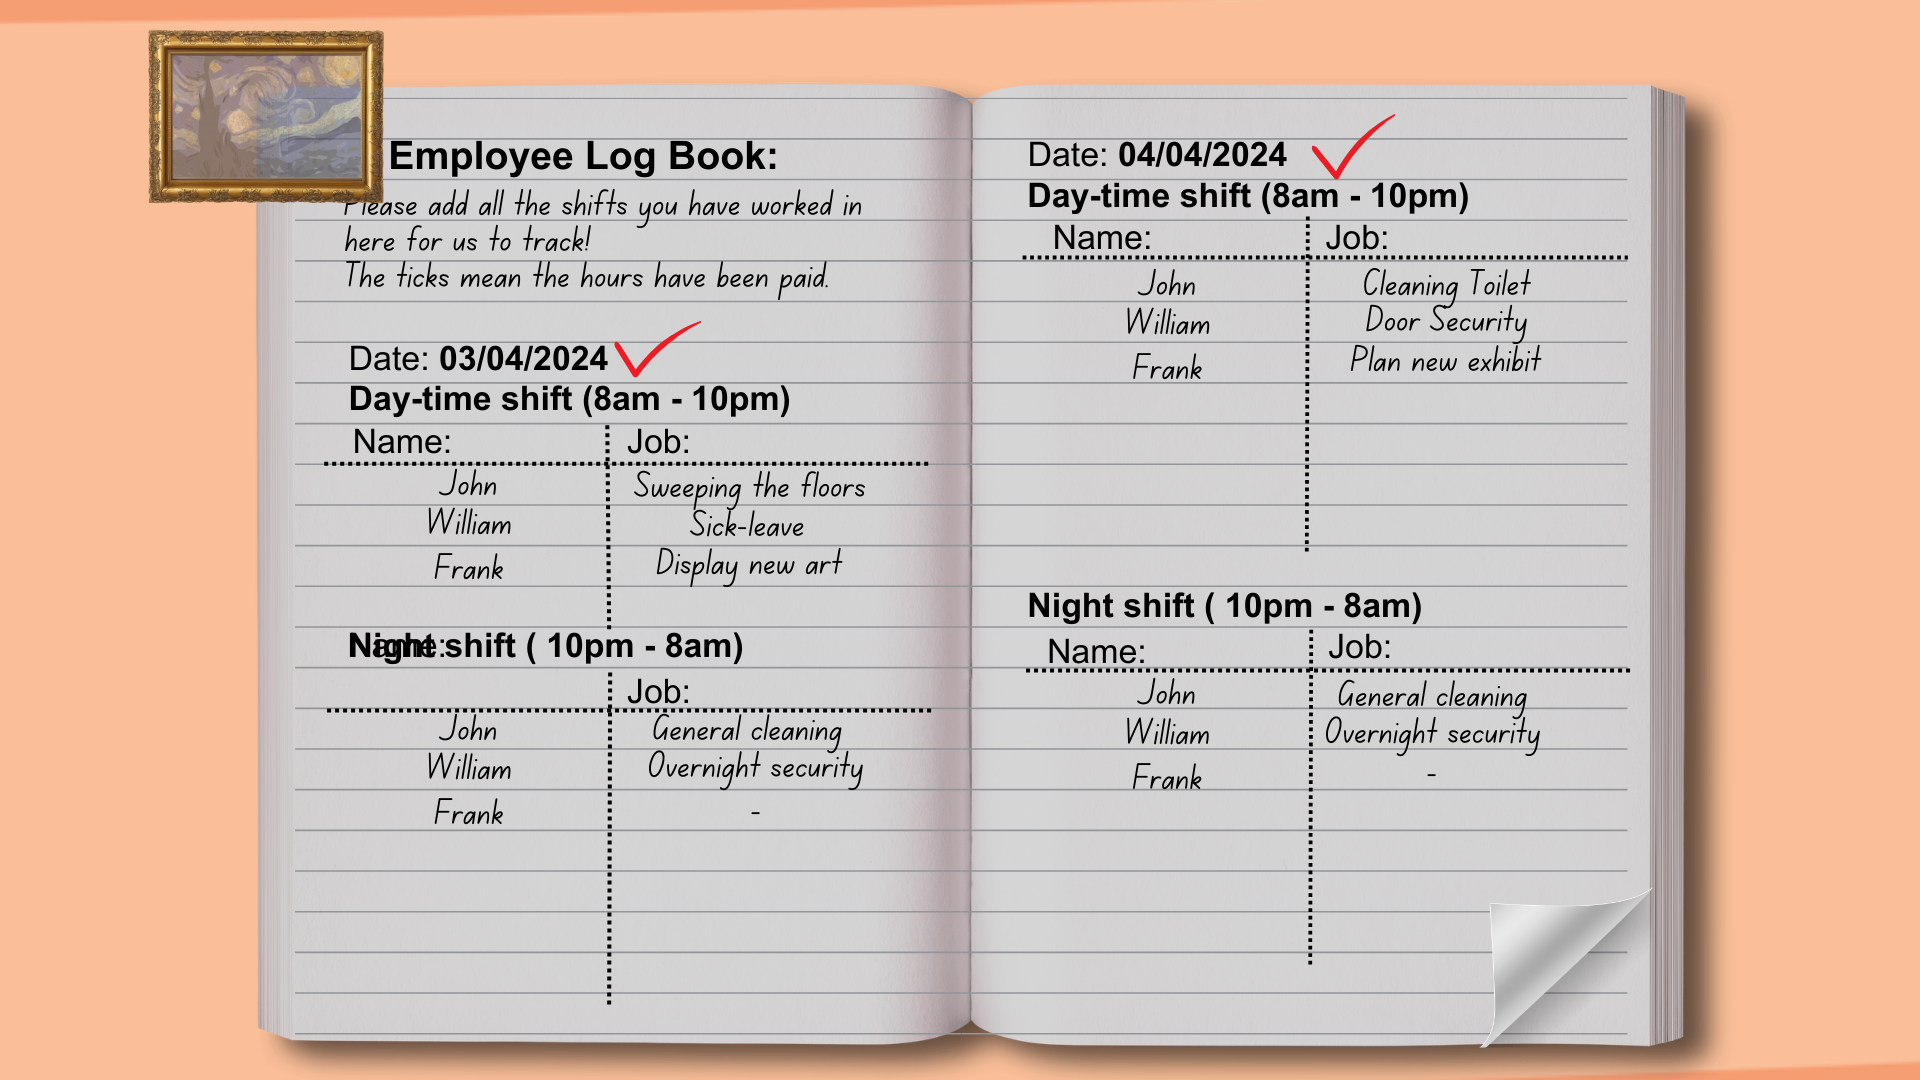 Employee Log Book:
Please add all the shifts you have worked in
here for us to track!
The ticks mean the hours have been paid.
Date: 03/04/2024
Day-time shift (8am - 10pm)
Name: Job:
John Sweeping the floors
William Sick-leave
Frank Display new art
Night shift ( 10pm - 8am)
Name:
Job:
John General cleaning
William Overnight security
Frank -
Date: 04/04/2024
Day-time shift (8am - 10pm)
Name: Job:
John Cleaning Toilet
William Door Security
Frank Plan new exhibit
Night shift ( 10pm - 8am)
Name: Job:
John General cleaning
William Overnight security
Frank -